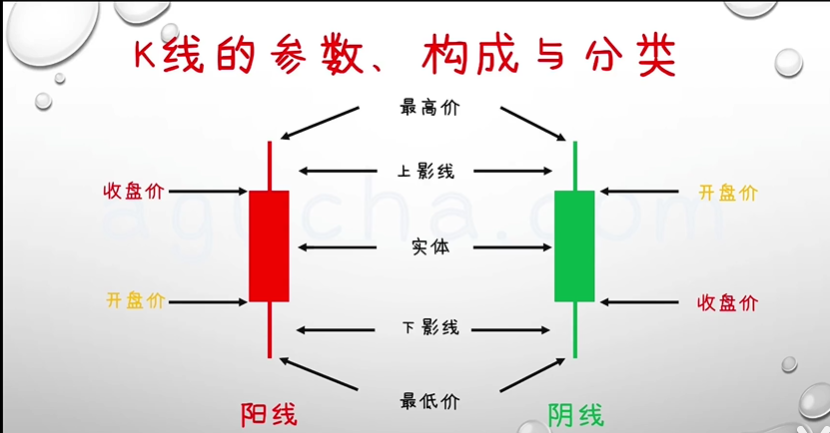 K线的参数、构成与分类
最高价
上影线
收盘价
开盘价
实体
开盘价
收盘价
下影线
最低价
阳线
阴线
agucha.com